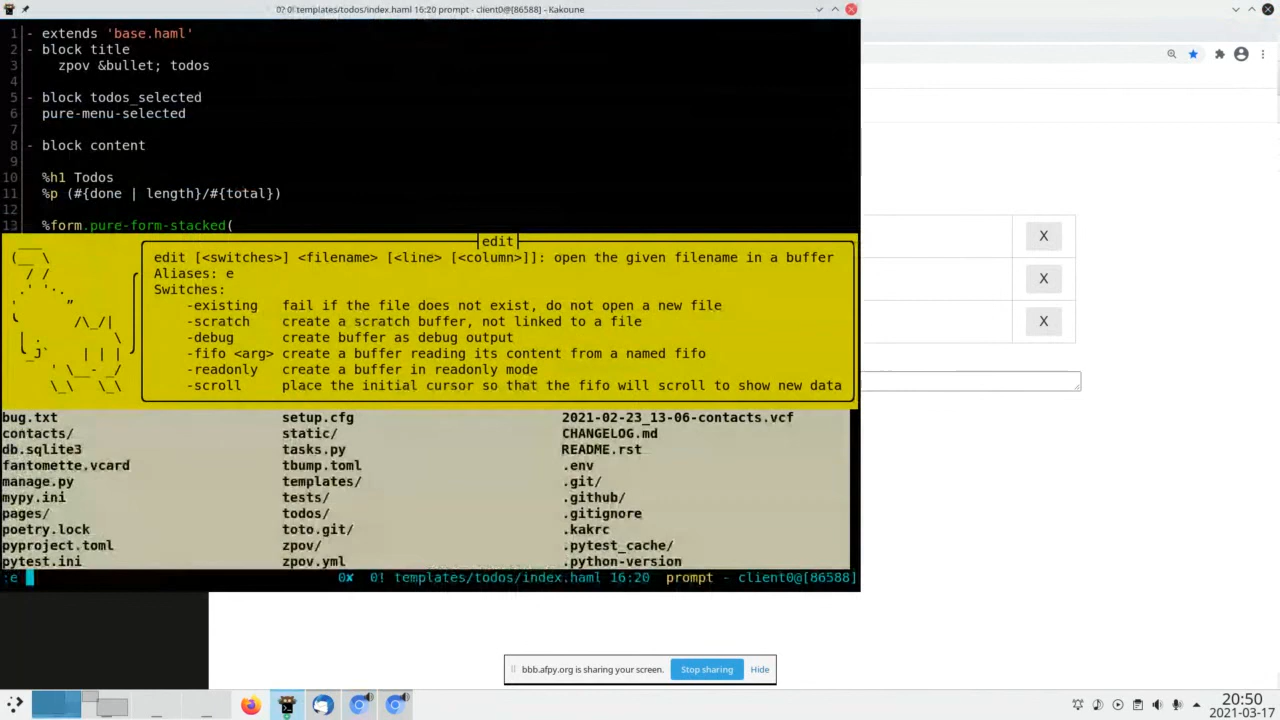 0? 0! templates/todos/index.haml 16:20 prompt - client0@[86588] - Kakoune
1 - extends 'base.haml'
2 - block title
3 zpov &bullet; todos
4
5 - block todos_selected
6 pure-menu-selected
7
8 - block content
9
10 %h1 Todos
11 %p (#{done | length}/#{total})
12
13 %form.pure-form-stacked(
edit
edit [<switches>] <filename> [<line> [<column>]]: open the given filename in a buffer
Aliases: e
Switches:
-existing fail if the file does not exist, do not open a new file
-scratch create a scratch buffer, not linked to a file
-debug create buffer as debug output
-fifo <arg> create a buffer reading its content from a named fifo
-readonly create a buffer in readonly mode
-scroll place the initial cursor so that the fifo will scroll to show new data
bug.txt setup.cfg 2021-02-23_13-06-contacts.vcf
contacts/ static/ CHANGELOG.md
db.sqlite3 tasks.py README.rst
fantomette.vcard tbump.toml .env
manage.py templates/ .git/
mypy.ini tests/ .github/
pages/ todos/ .gitignore
poetry.lock toto.git/ .kakrc
pyproject.toml zpov/ .pytest_cache/
pytest.ini zpov.yml .python-version
:e 0✘ 0! templates/todos/index.haml 16:20 prompt - client0@[86588]
X
X
X
bbb.afpy.org is sharing your screen. Stop sharing Hide
20:50
2021-03-17